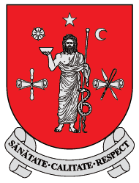 SĂNĂTATE · CALITATE · RESPECT